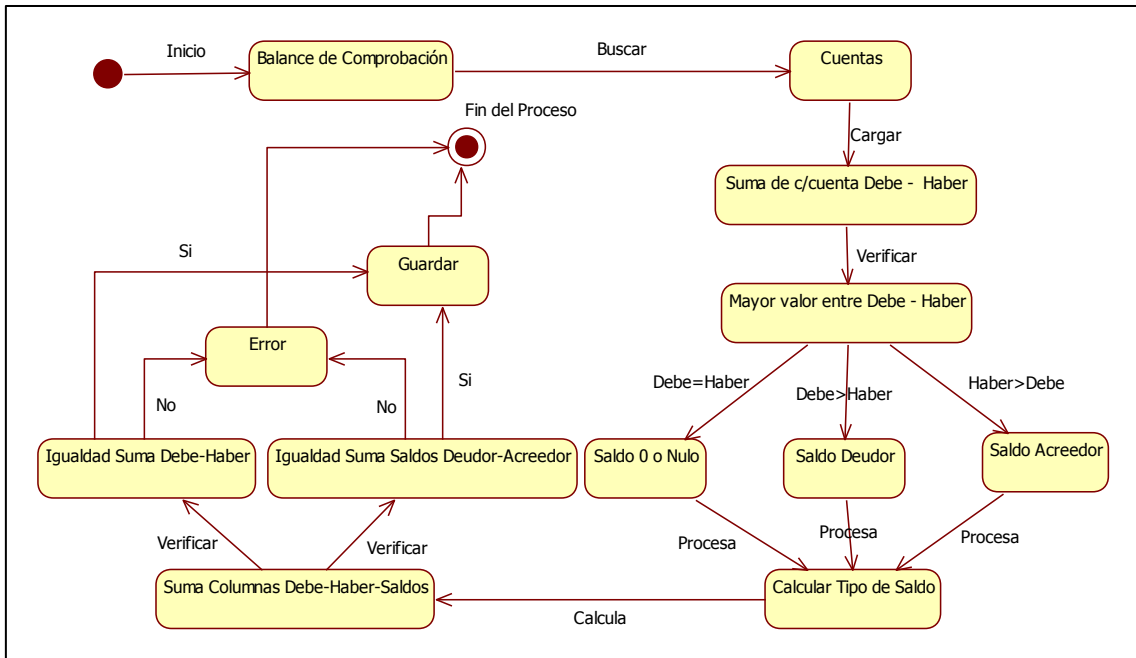 Inicio
Balance de Comprobación
Buscar
Cuentas
Fin del Proceso
Cargar
Suma de c/cuenta Debe - Haber
Si
Guardar
Verificar
Mayor valor entre Debe - Haber
Error
Debe=Haber
Debe>Haber
Haber>Debe
No
No
Si
Igualdad Suma Debe-Haber
Igualdad Suma Saldos Deudor-Acreedor
Saldo 0 o Nulo
Saldo Deudor
Saldo Acreedor
Verificar
Verificar
Procesa
Procesa
Procesa
Suma Columnas Debe-Haber-Saldos
Calcula
Calcular Tipo de Saldo